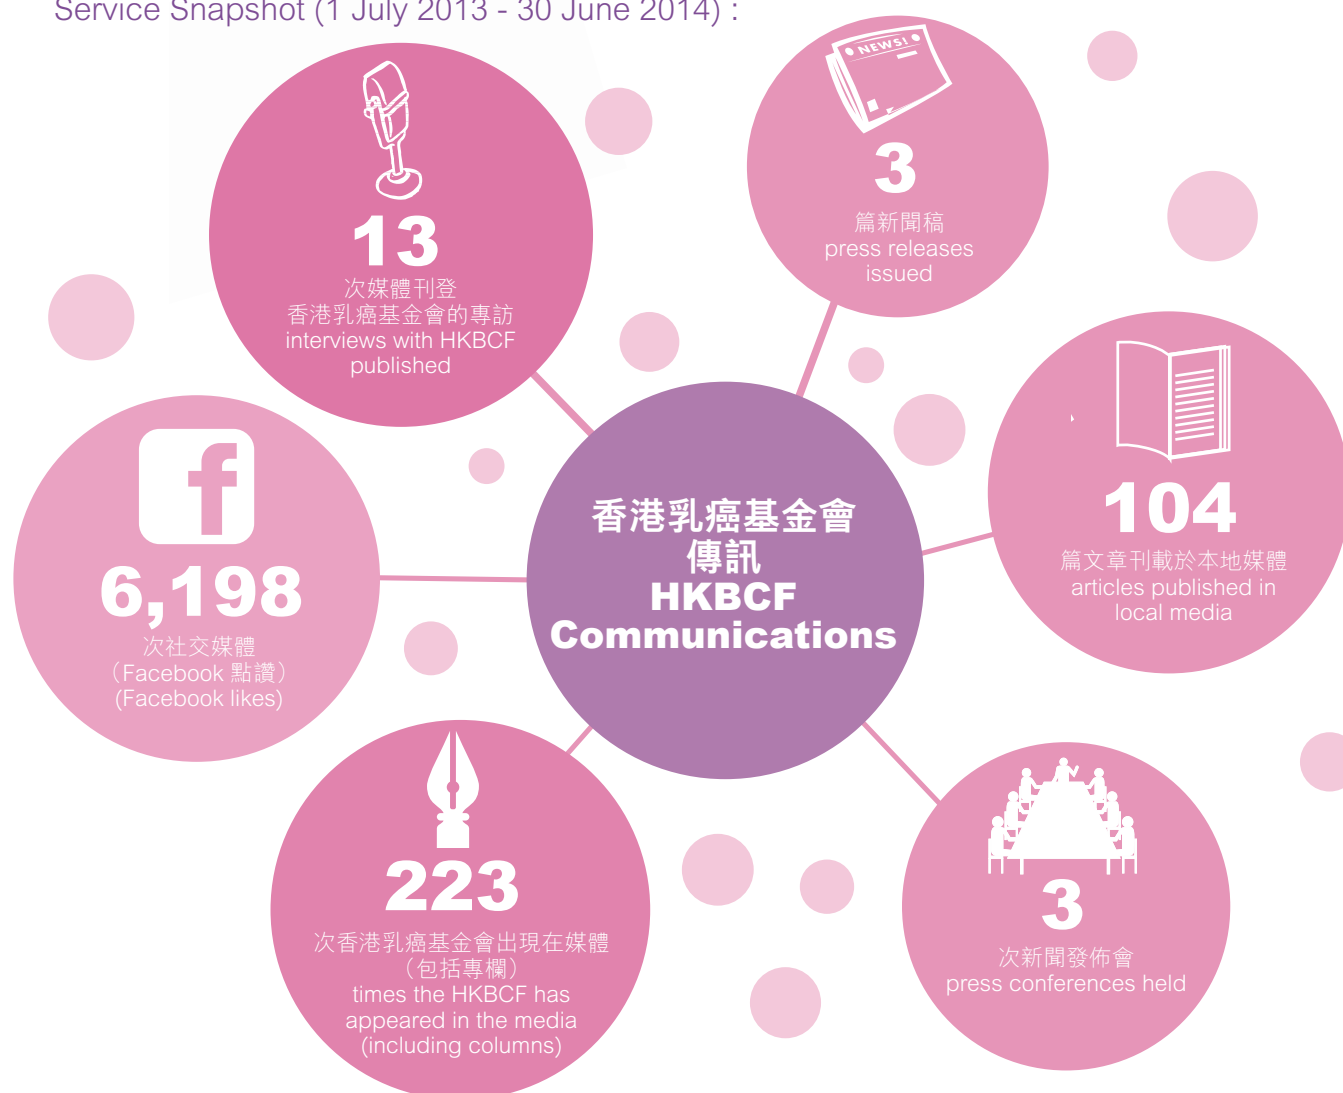 Service Snapshot (1 July 2013 - 30 June 2014) :
NEWS!
3
篇新聞稿
press releases
issued
13
次媒體刊登
香港乳癌基金會的專訪
interviews with HKBCF
published
104
篇文章刊載於本地媒體
articles published in
local media
f
6,198
次社交媒體
（Facebook 點讚）
(Facebook likes)
香港乳癌基金會
傳訊
HKBCF
Communications
223
次香港乳癌基金會出現在媒體
（包括專欄）
times the HKBCF has
appeared in the media
(including columns)
3
次新聞發佈會
press conferences held